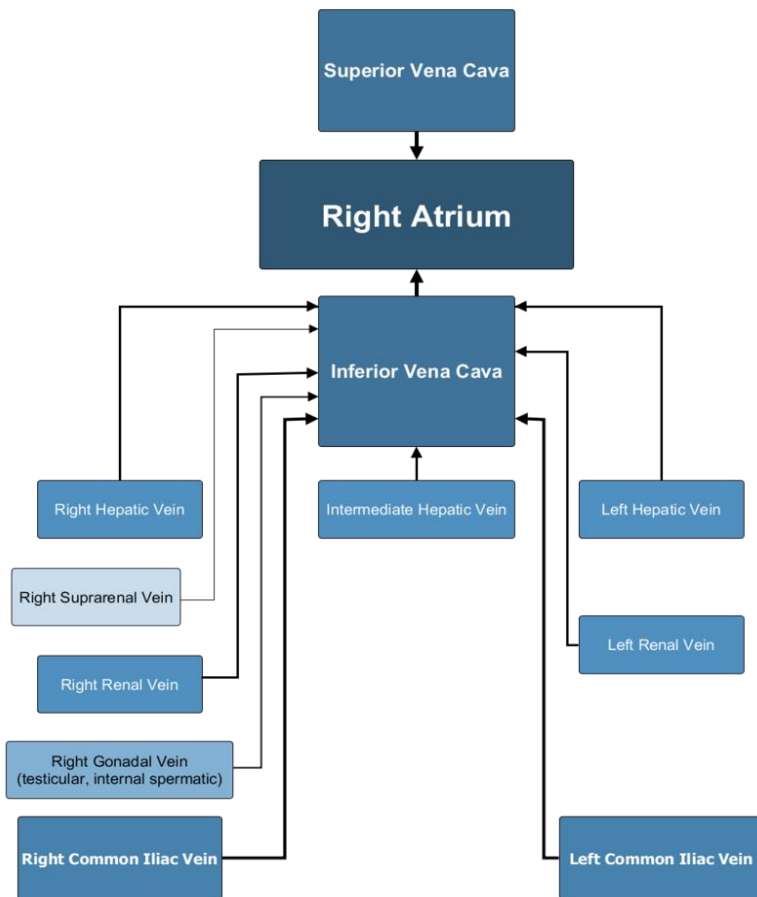 Superior Vena Cava
Right Atrium
Inferior Vena Cava
Right Hepatic Vein
Intermediate Hepatic Vein
Left Hepatic Vein
Right Suprarenal Vein
Left Renal Vein
Right Renal Vein
Right Gonadal Vein
(testicular, internal spermatic)
Right Common Iliac Vein
Left Common Iliac Vein